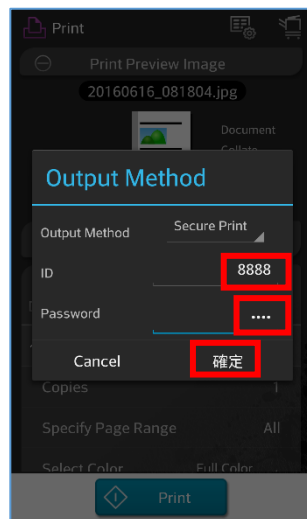 Print
Print Preview Image
20160616_081804.jpg
Document
Collate
Output Method
Output Method Secure Print
ID 8888
Password ••••
Cancel 確定
Copies 1
Specify Page Range All
Select Color Full Color
Print